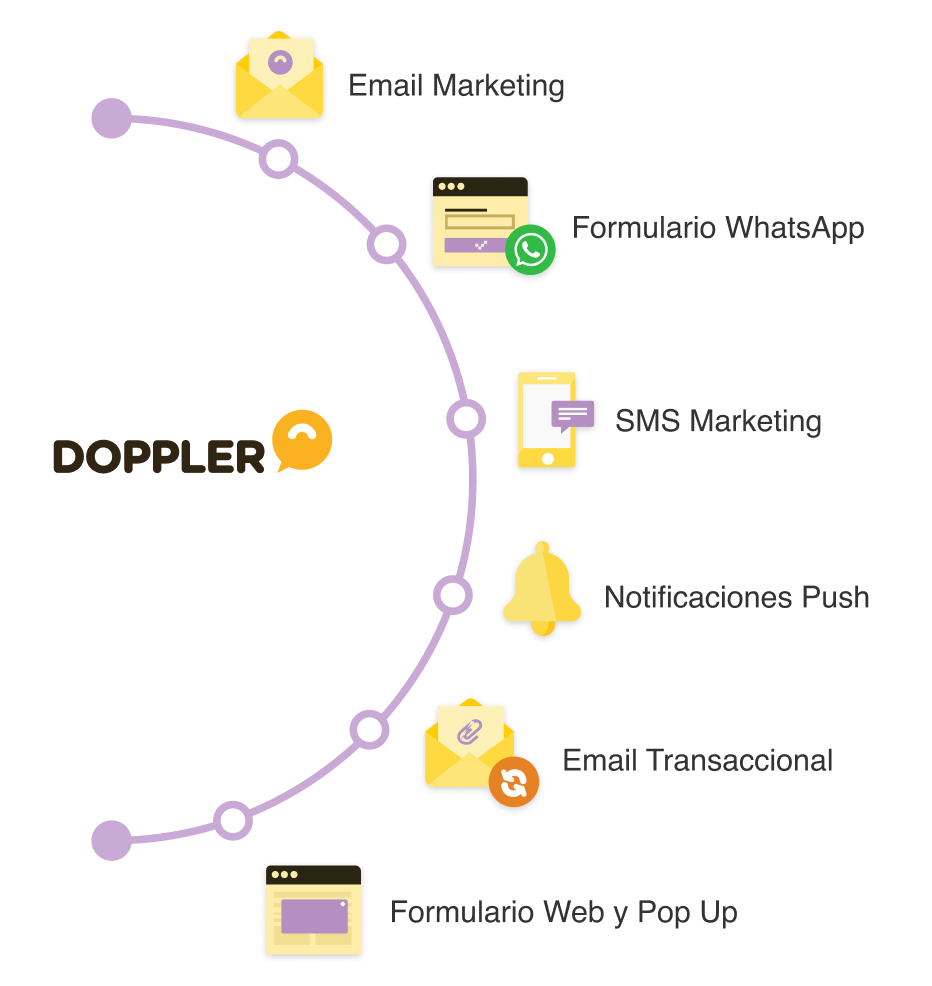 Email Marketing
Formulario WhatsApp
SMS Marketing
DOPPLER
Notificaciones Push
Email Transaccional
Formulario Web y Pop Up